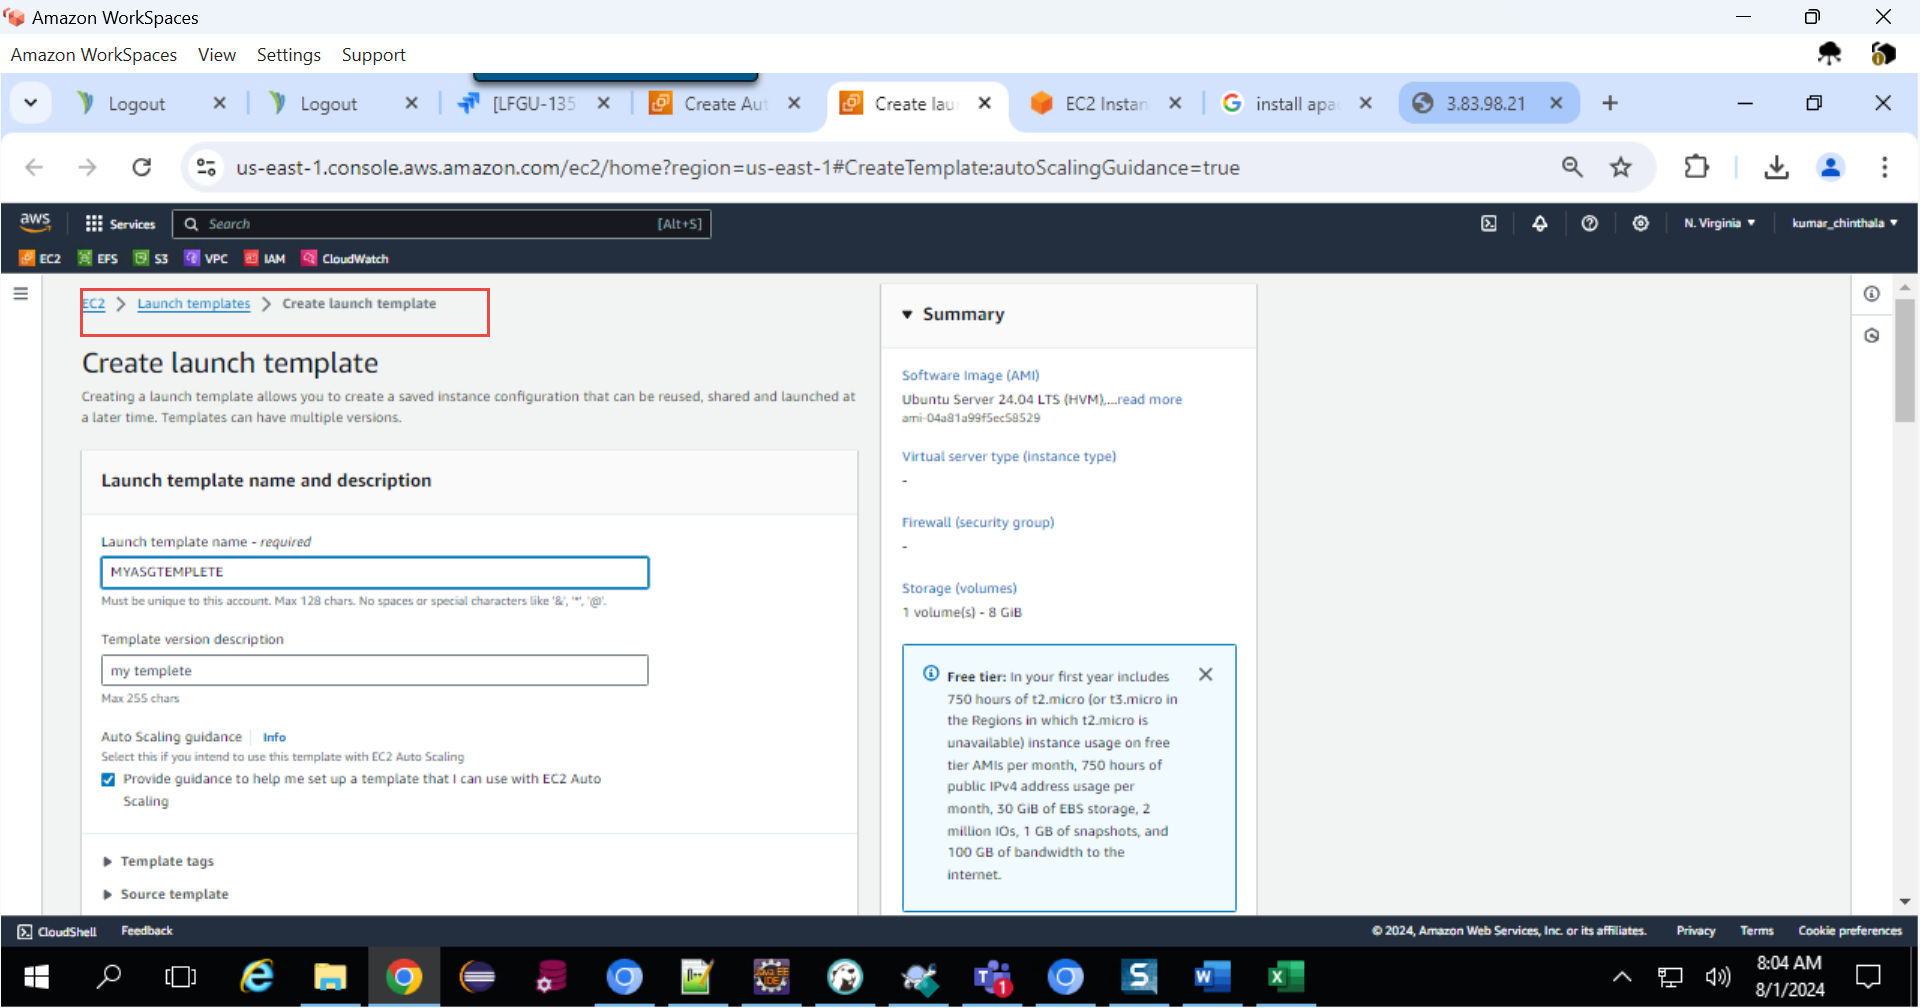 Amazon WorkSpaces
Amazon WorkSpaces View Settings Support
Logout Logout [LFGU-135 Create Aut Create lau EC2 Instan install apac 3.83.98.21
us-east-1.console.aws.amazon.com/ec2/home?region=us-east-1#CreateTemplate:autoScalingGuidance=true
aws Services Search [Alt+S] N. Virginia kumar_chinthala
EC2 EFS S3 VPC IAM CloudWatch
EC2 Launch templates Create launch template
Create launch template
Creating a launch template allows you to create a saved instance configuration that can be reused, shared and launched at
a later time. Templates can have multiple versions.
Launch template name and description
Launch template name - required
MYASGTEMPLETE
Must be unique to this account. Max 128 chars. No spaces or special characters like '&', '*', '@'.
Template version description
my templete
Max 255 chars
Auto Scaling guidance Info
Select this if you intend to use this template with EC2 Auto Scaling
Provide guidance to help me set up a template that I can use with EC2 Auto
Scaling
Template tags
Source template
Summary
Software Image (AMI)
Ubuntu Server 24.04 LTS (HVM),...read more
ami-04a81a99f5ec58529
Virtual server type (instance type)
-
Firewall (security group)
-
Storage (volumes)
1 volume(s) - 8 GiB
Free tier: In your first year includes
750 hours of t2.micro (or t3.micro in
the Regions in which t2.micro is
unavailable) instance usage on free
tier AMIs per month, 750 hours of
public IPv4 address usage per
month, 30 GiB of EBS storage, 2
million IOs, 1 GB of snapshots, and
100 GB of bandwidth to the
internet.
CloudShell Feedback © 2024, Amazon Web Services, Inc. or its affiliates. Privacy Terms Cookie preferences
8:04 AM
8/1/2024